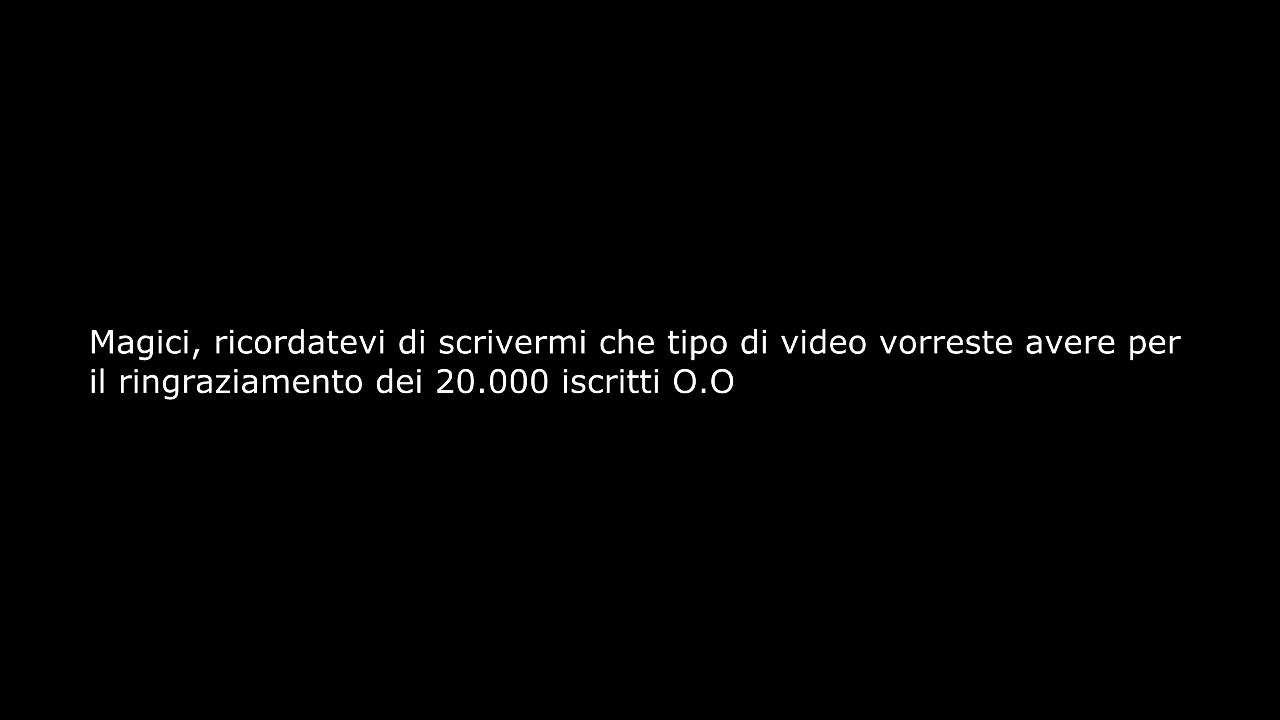 Magici, ricordatevi di scrivermi che tipo di video vorreste avere per
il ringraziamento dei 20.000 iscritti O.O